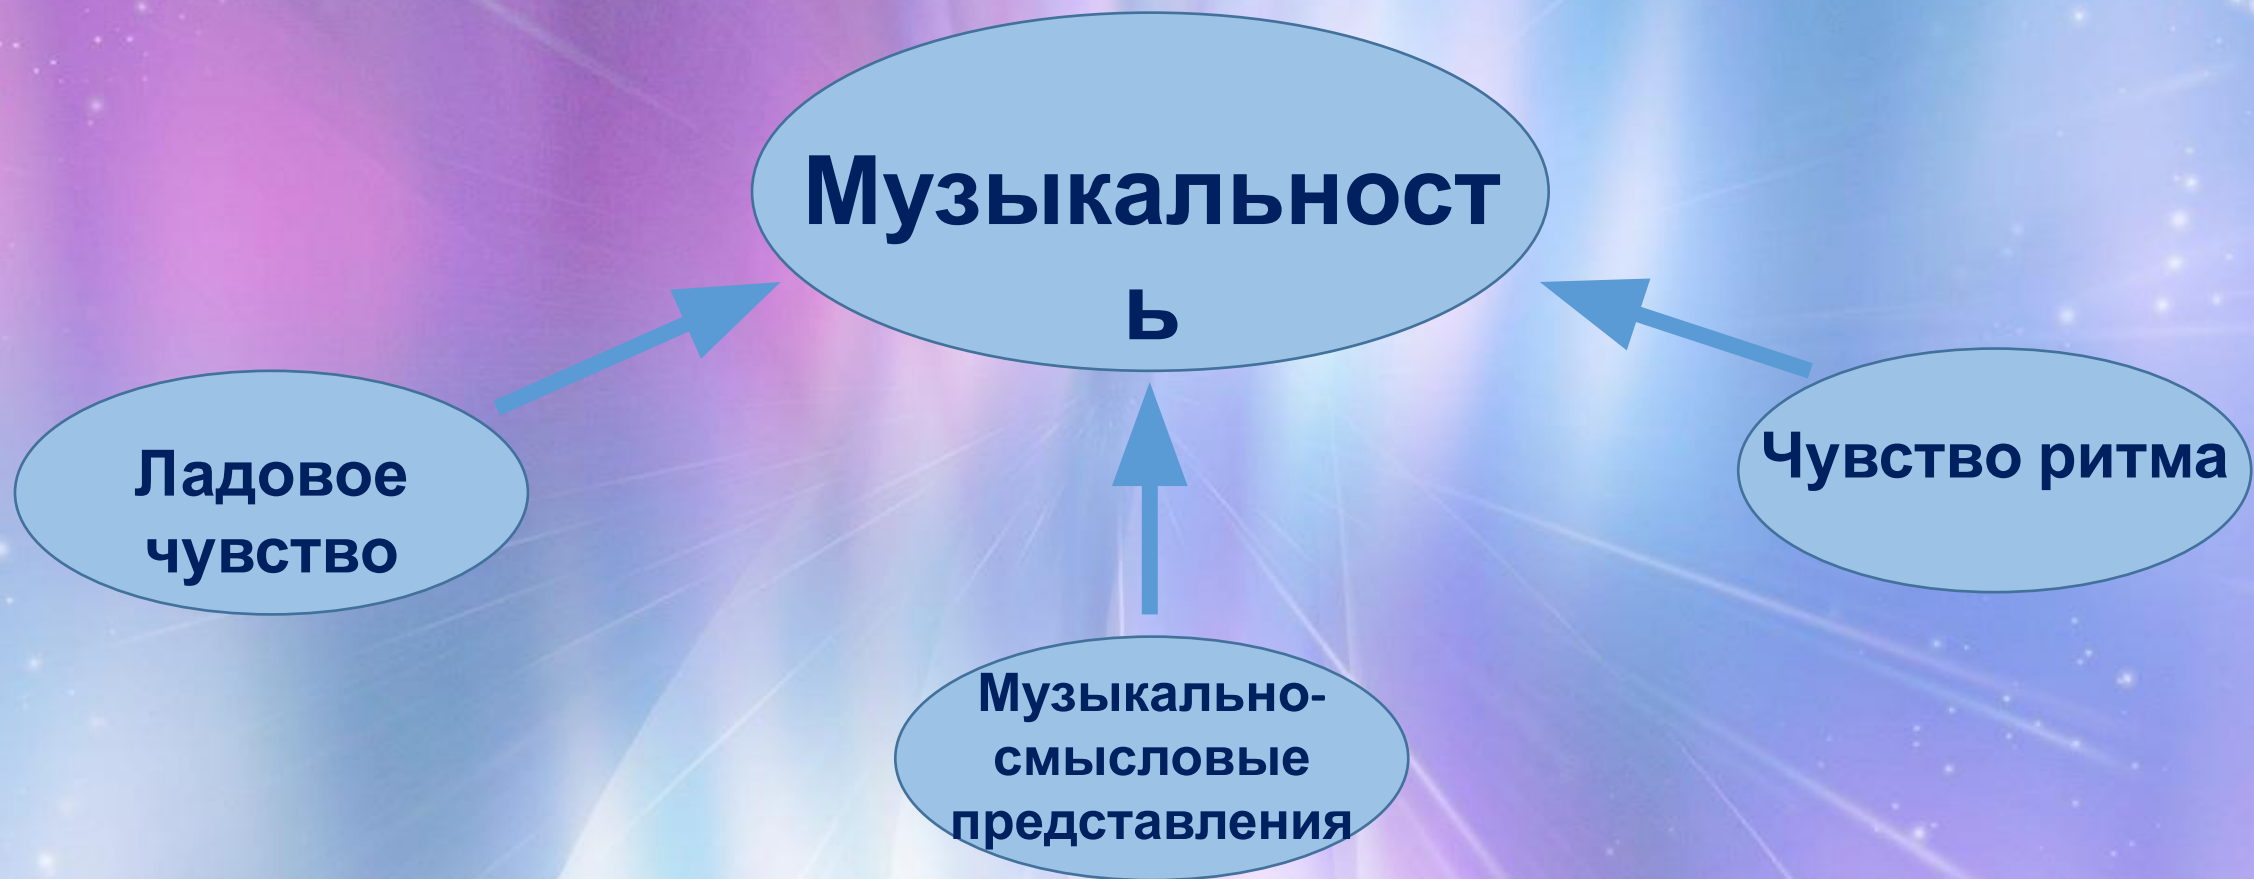 Музыкальност
ь
Ладовое
чувство
Чувство ритма
Музыкально-
смысловые
представления